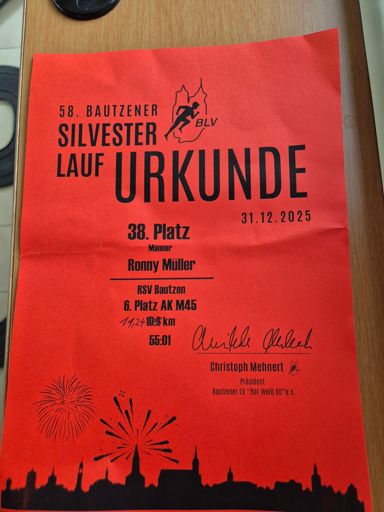 58. BAUTZENER
SILVESTER
LAUF
BLV
URKUNDE
31.12.2025
38. Platz
Männer
Ronny Müller
RSV Bautzen
6. Platz AK M45
km
55:01
Christoph Mehnert
Präsident
Bautzener LV "Rot-Weiß 90"e.V.